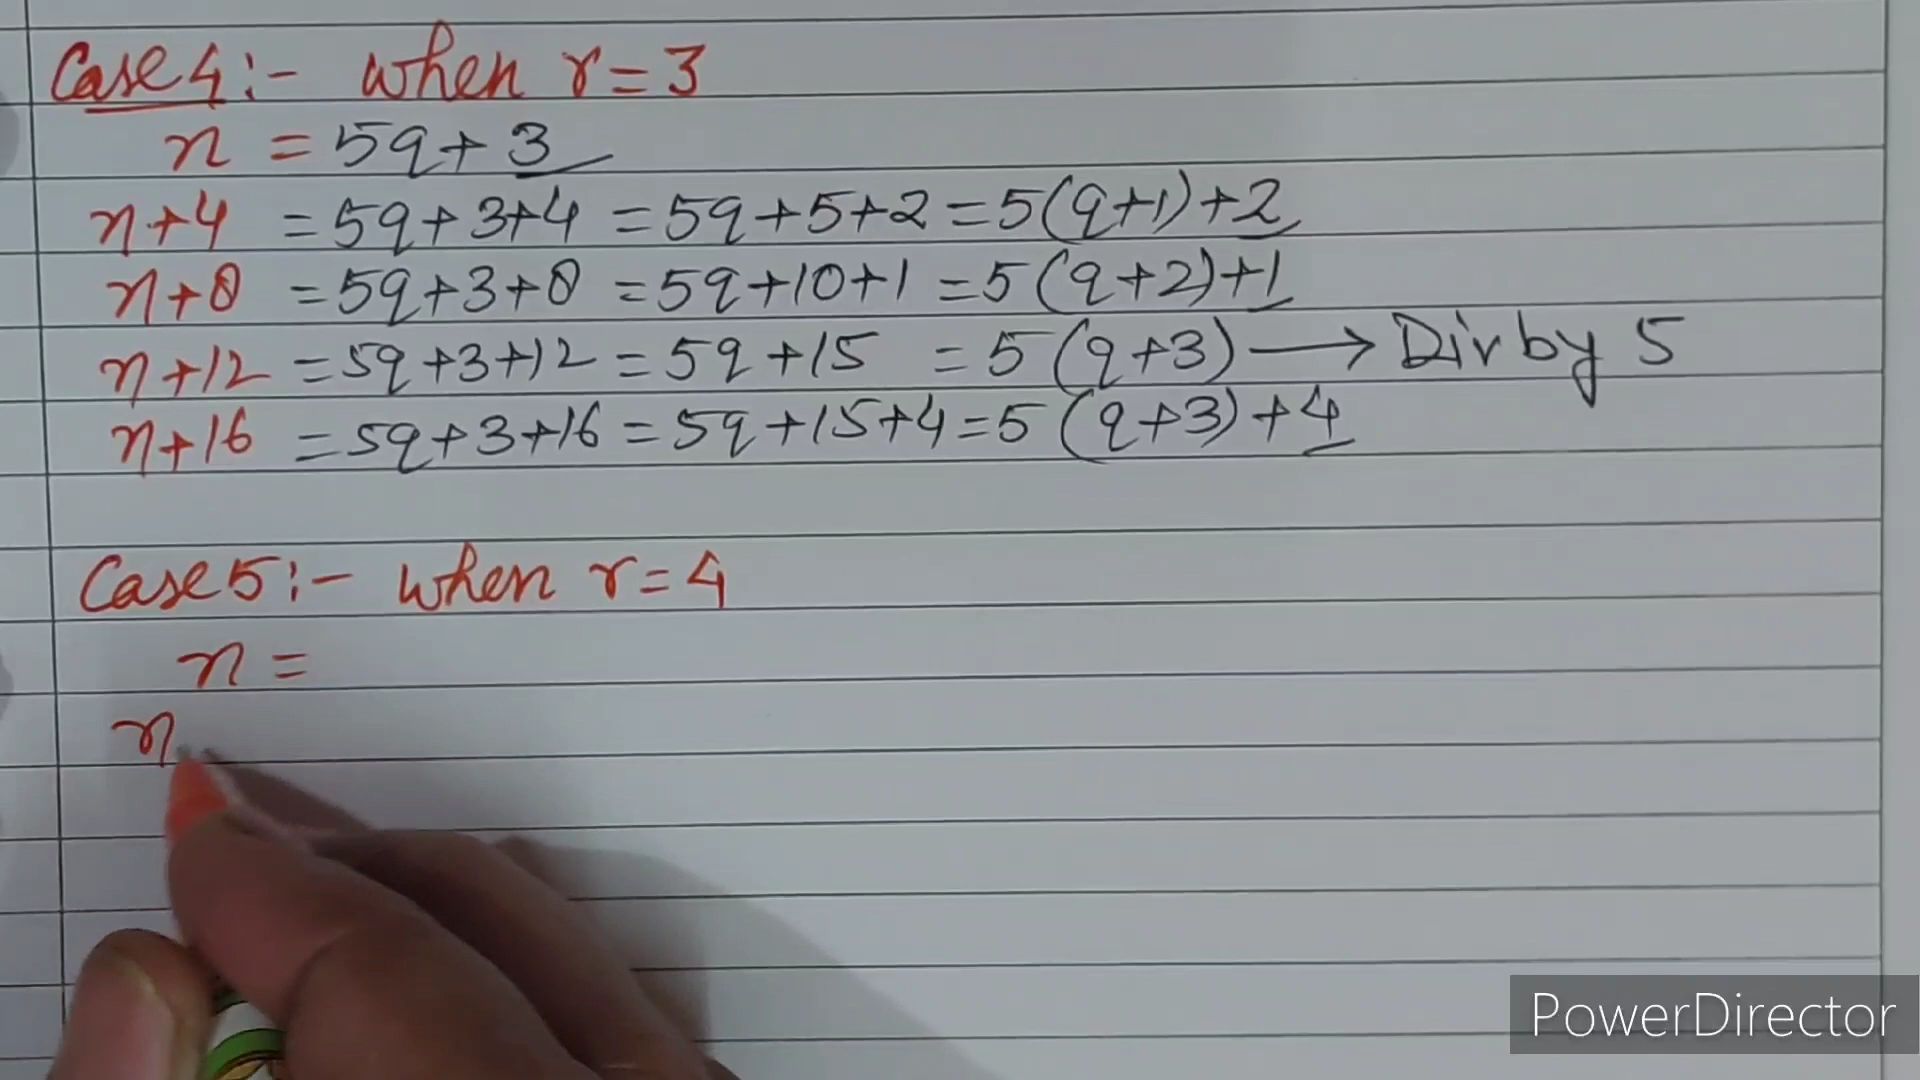 Case 4:- when r=3
n = 5q+3
n+4 = 5q+3+4 = 5q+5+2 = 5(q+1)+2
n+8 = 5q+3+8 = 5q+10+1 = 5(q+2)+1
n+12 = 5q+3+12 = 5q+15 = 5(q+3) → Div by 5
n+16 = 5q+3+16 = 5q+15+4 = 5(q+3)+4
Case 5:- when r=4
n =
n
PowerDirector